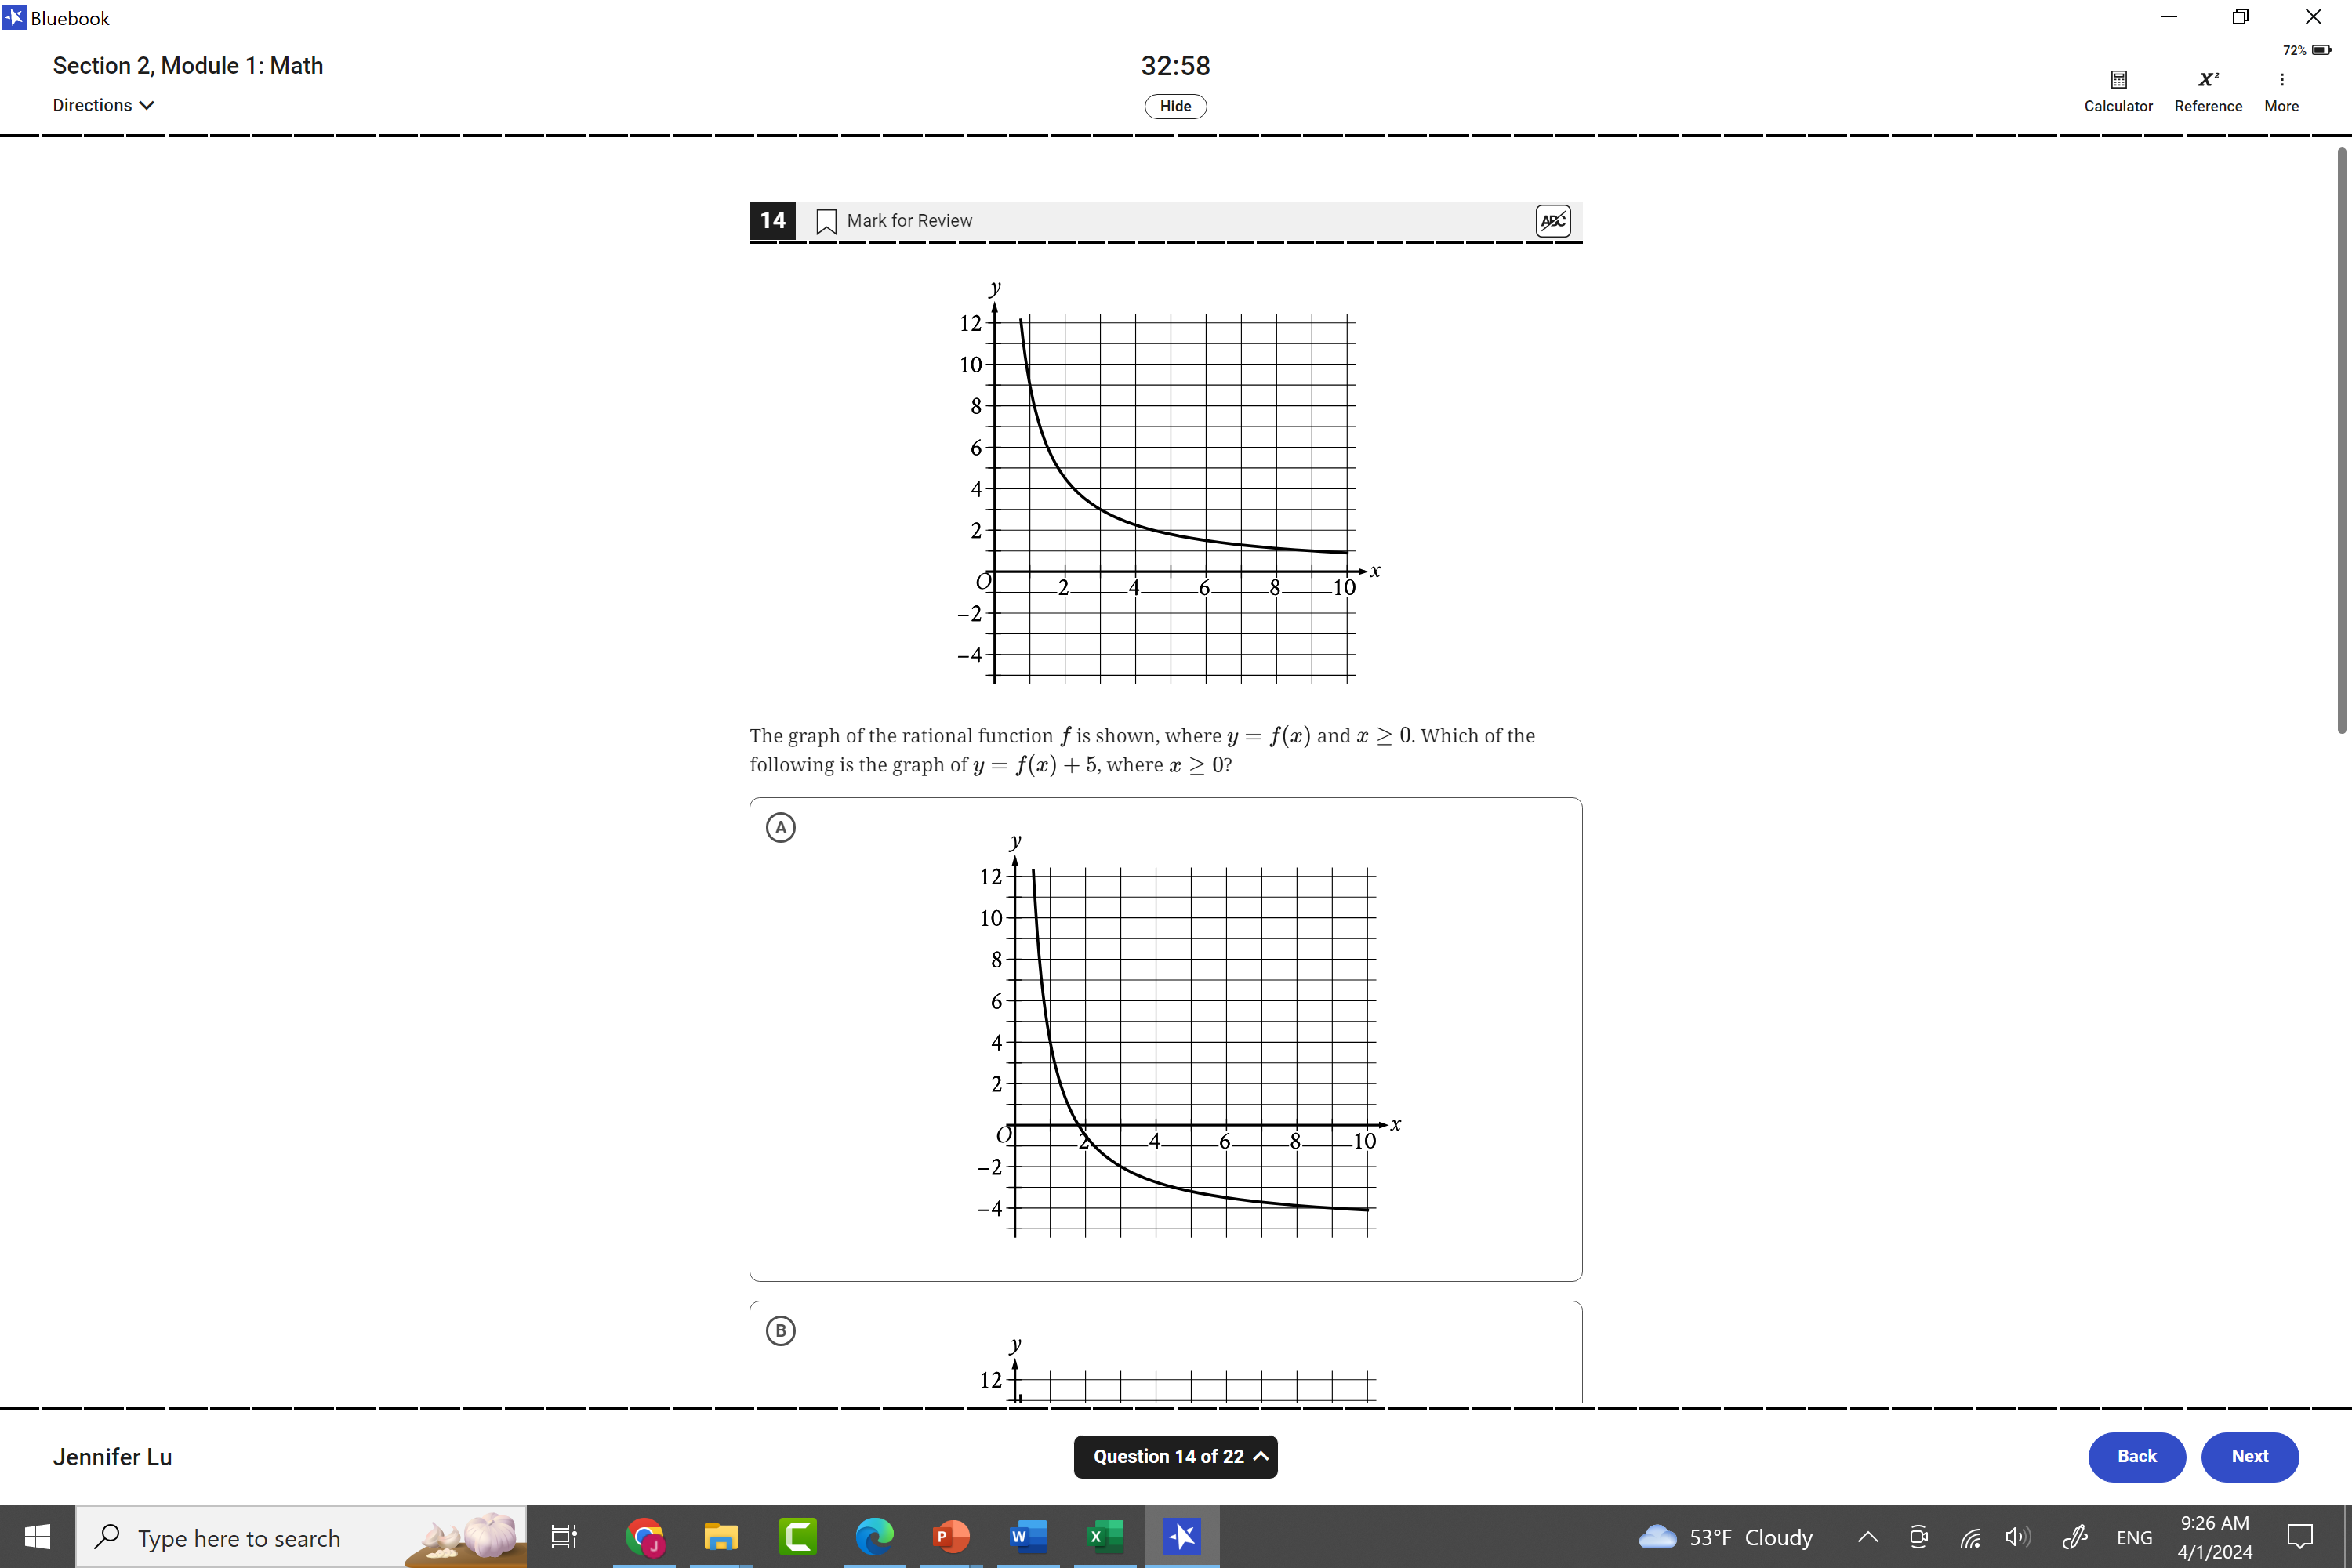 Bluebook
72%
Section 2, Module 1: Math
32:58
Directions
Hide
X²
Calculator
Reference
More
14
Mark for Review
ABC
y
12
10
8
6
4
2
O
2
4
6
8
10
x
−2
−4
The graph of the rational function f is shown, where y = f(x) and x ≥ 0. Which of the
following is the graph of y = f(x) + 5, where x ≥ 0?
A
y
12
10
8
6
4
2
O
2
4
6
8
10
x
−2
−4
B
y
12
Jennifer Lu
Question 14 of 22
Back
Next
Type here to search
J
P
W
X
53°F Cloudy
ENG
9:26 AM
4/1/2024